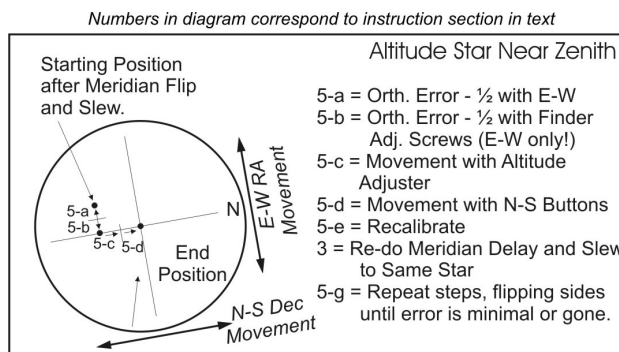 Numbers in diagram correspond to instruction section in text
Altitude Star Near Zenith
Starting Position
after Meridian Flip
and Slew.
5-a
5-b
5-c
5-d
N
End
Position
E-W RA
Movement
N-S Dec
Movement
5-a = Orth. Error - ½ with E-W
5-b = Orth. Error - ½ with Finder
Adj. Screws (E-W only!)
5-c = Movement with Altitude
Adjuster
5-d = Movement with N-S Buttons
5-e = Recalibrate
3 = Re-do Meridian Delay and Slew
to Same Star
5-g = Repeat steps, flipping sides
until error is minimal or gone.